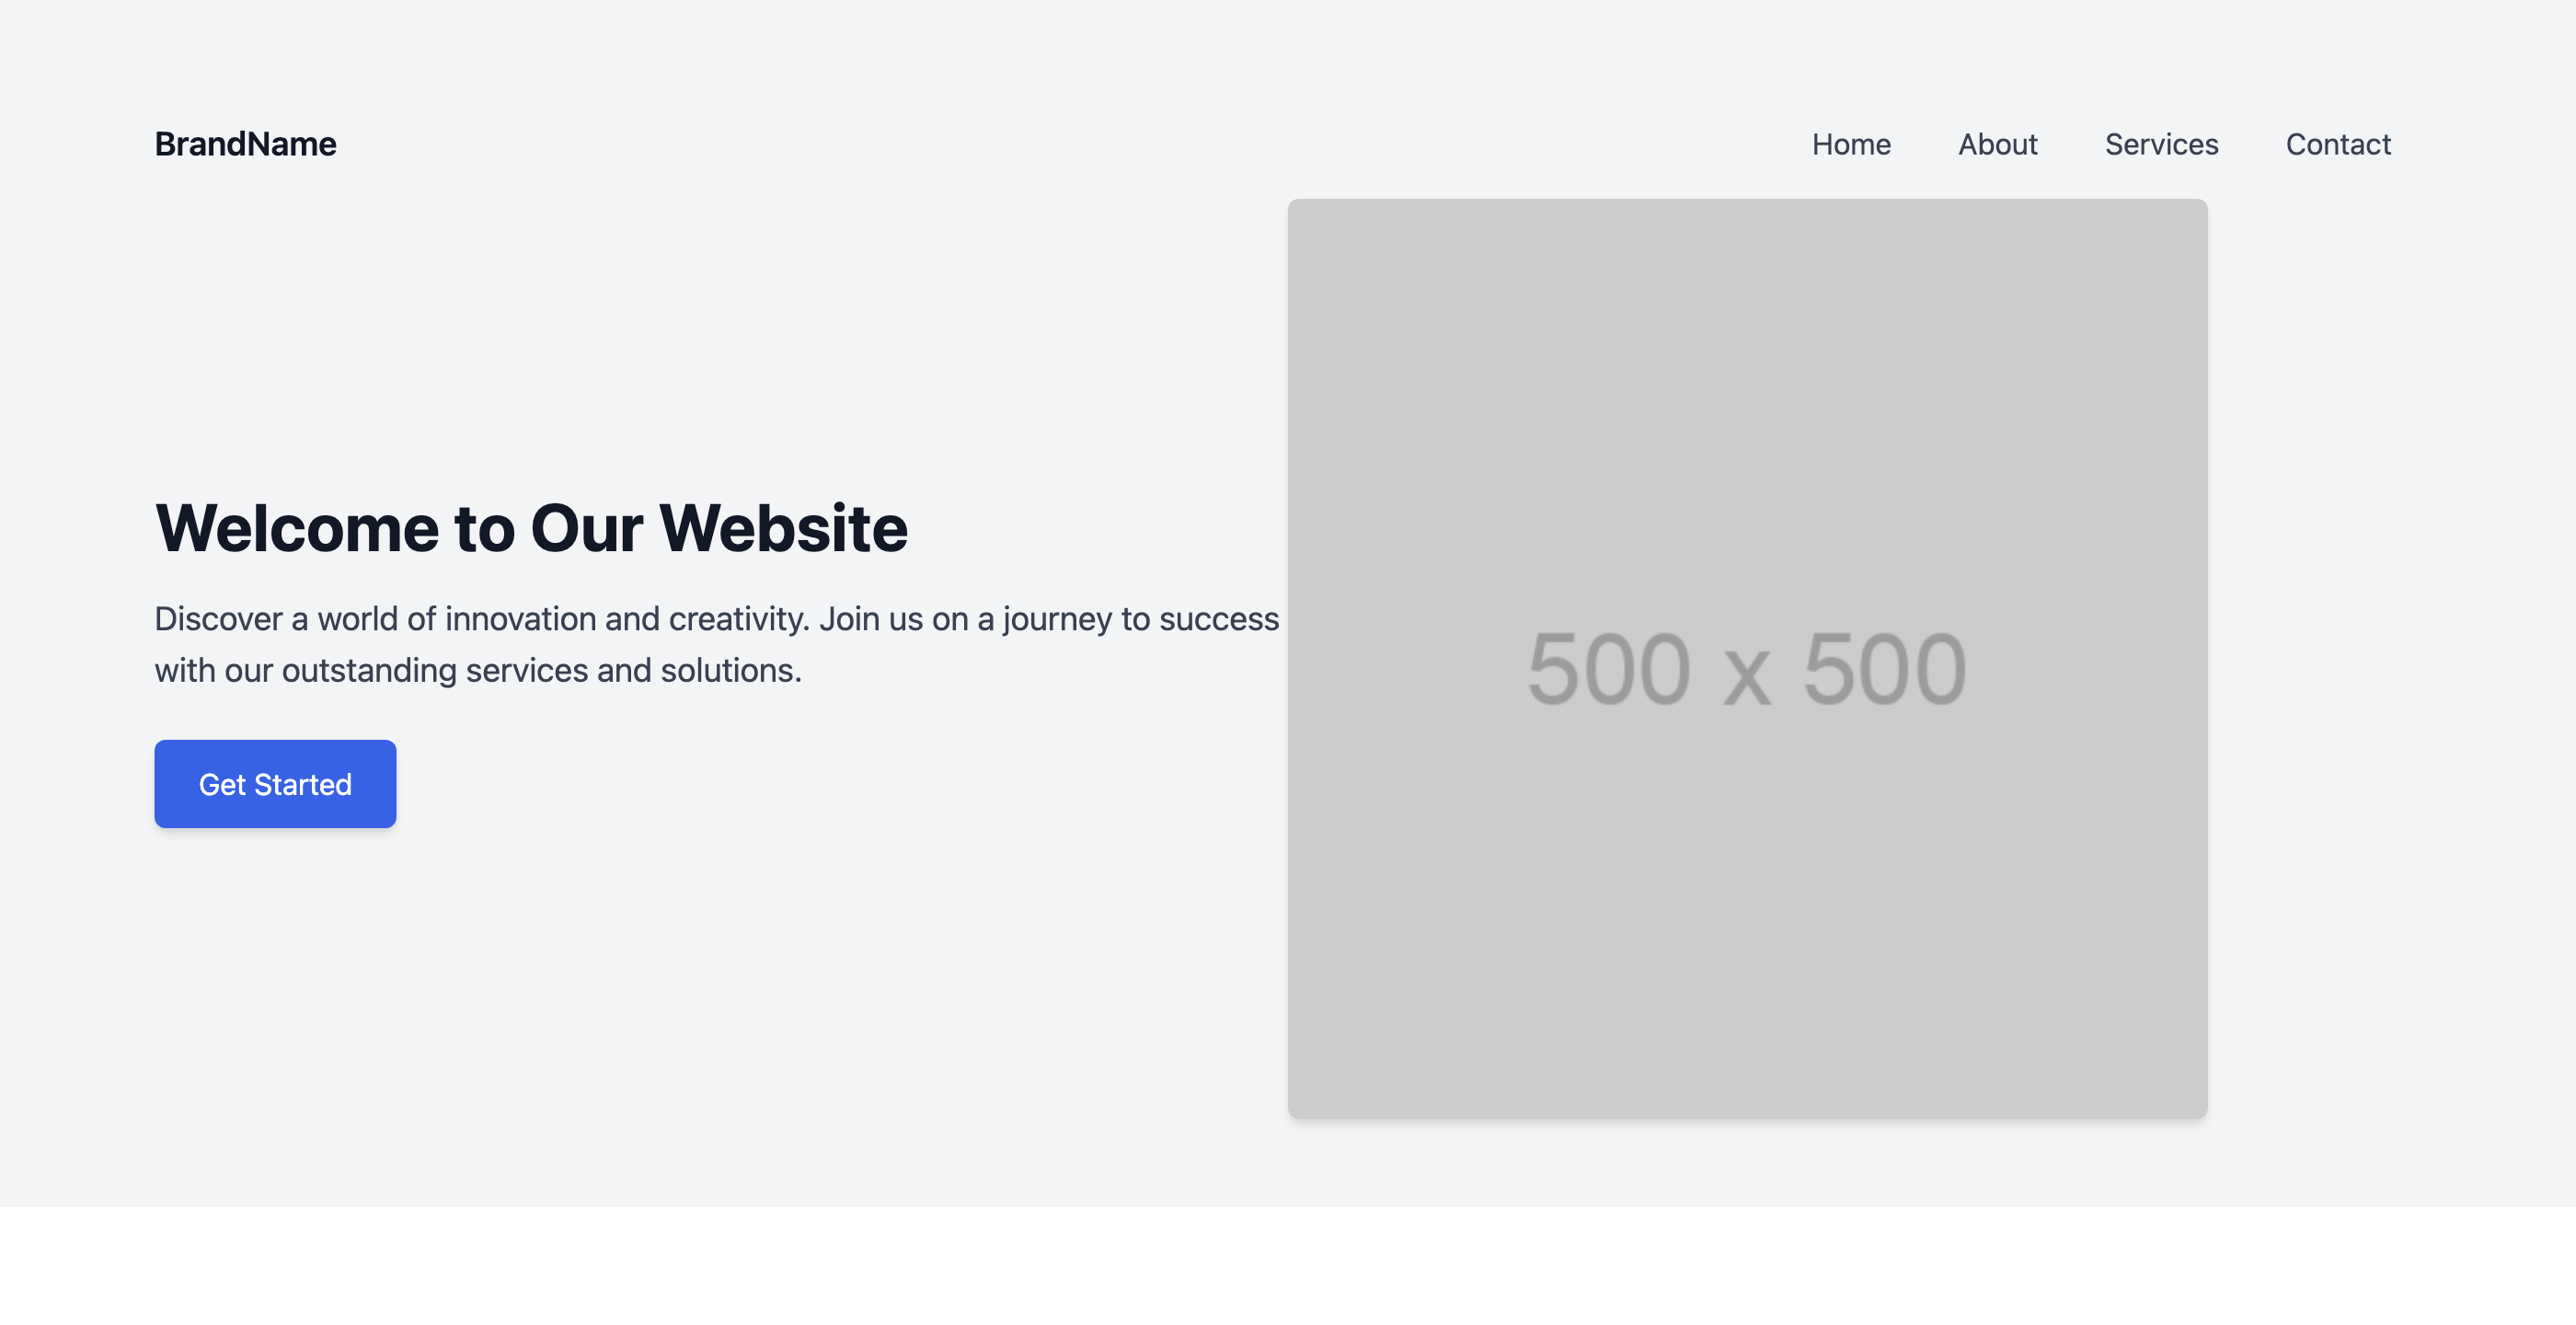 BrandName
Home About Services Contact
Welcome to Our Website
Discover a world of innovation and creativity. Join us on a journey to success
with our outstanding services and solutions.
Get Started
500 x 500